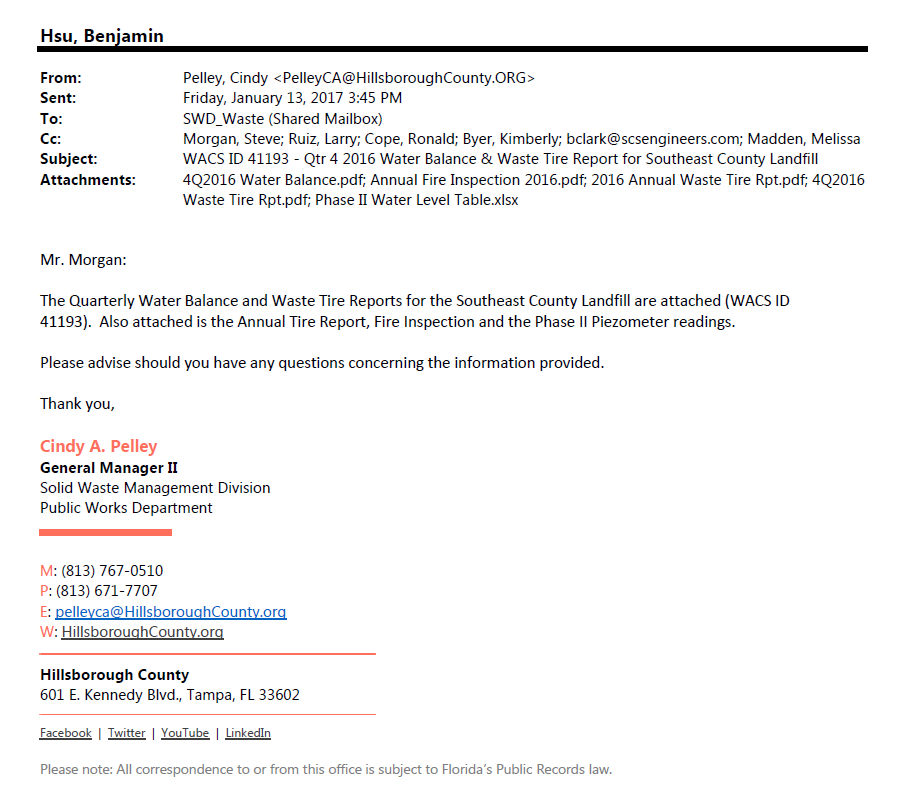 Hsu, Benjamin
From: Pelley, Cindy <PelleyCA@HillsboroughCounty.ORG>
Sent: Friday, January 13, 2017 3:45 PM
To: SWD_Waste (Shared Mailbox)
Cc: Morgan, Steve; Ruiz, Larry; Cope, Ronald; Byer, Kimberly; bclark@scsengineers.com; Madden, Melissa
Subject: WACS ID 41193 - Qtr 4 2016 Water Balance & Waste Tire Report for Southeast County Landfill
Attachments: 4Q2016 Water Balance.pdf; Annual Fire Inspection 2016.pdf; 2016 Annual Waste Tire Rpt.pdf; 4Q2016
Waste Tire Rpt.pdf; Phase II Water Level Table.xlsx
Mr. Morgan:
The Quarterly Water Balance and Waste Tire Reports for the Southeast County Landfill are attached (WACS ID
41193).  Also attached is the Annual Tire Report, Fire Inspection and the Phase II Piezometer readings.
Please advise should you have any questions concerning the information provided.
Thank you,
Cindy A. Pelley
General Manager II
Solid Waste Management Division
Public Works Department
M: (813) 767-0510
P: (813) 671-7707
E: pelleyca@HillsboroughCounty.org
W: HillsboroughCounty.org
Hillsborough County
601 E. Kennedy Blvd., Tampa, FL 33602
Facebook | Twitter | YouTube | LinkedIn
Please note: All correspondence to or from this office is subject to Florida's Public Records law.